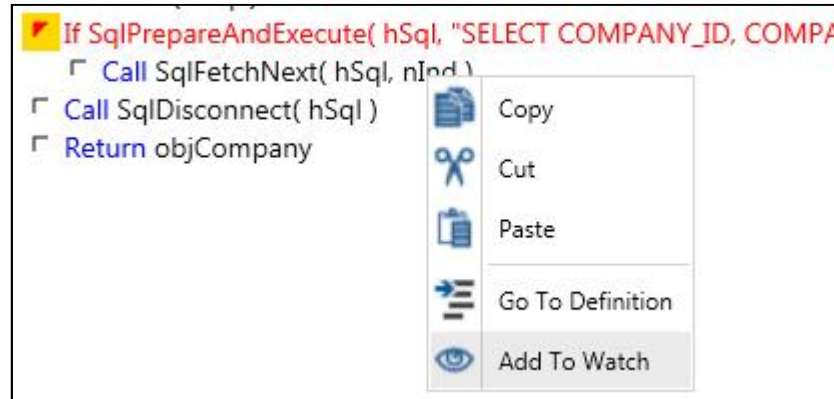 If SqlPrepareAndExecute( hSql, "SELECT COMPANY_ID, COMPA
Call SqlFetchNext( hSql, nInd )
Call SqlDisconnect( hSql )
Return objCompany
Copy
Cut
Paste
Go To Definition
Add To Watch